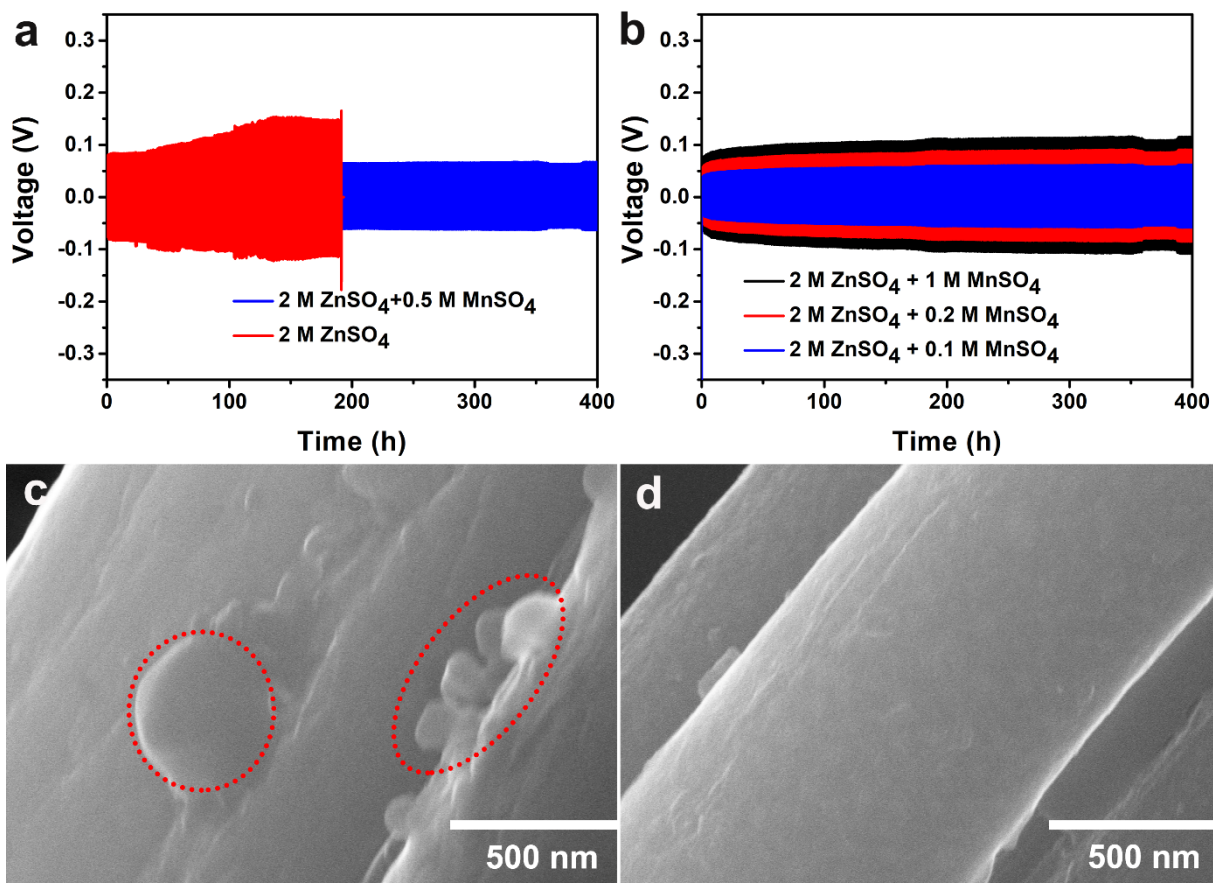 a
0.3
0.2
0.1
0.0
-0.1
-0.2
-0.3
Voltage (V)
2 M ZnSO4+0.5 M MnSO4
2 M ZnSO4
0 100 200 300 400
Time (h)
b
0.3
0.2
0.1
0.0
-0.1
-0.2
-0.3
Voltage (V)
2 M ZnSO4 + 1 M MnSO4
2 M ZnSO4 + 0.2 M MnSO4
2 M ZnSO4 + 0.1 M MnSO4
0 100 200 300 400
Time (h)
c
500 nm
d
500 nm